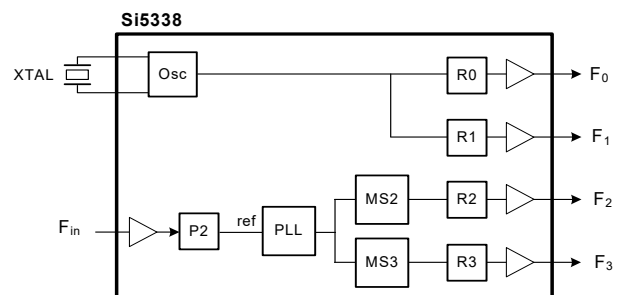 Si5338
XTAL
Osc
R0
F0
R1
F1
MS2
R2
F2
Fin
P2
ref
PLL
MS3
R3
F3